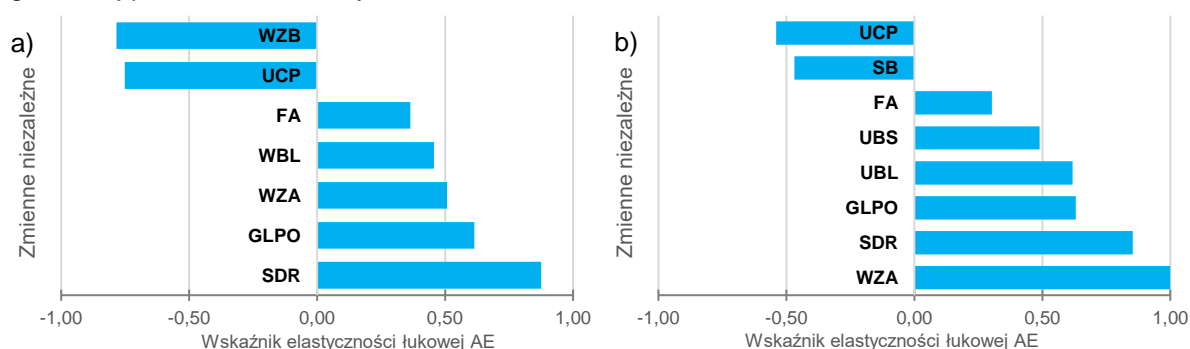 a)
Zmienne niezależne
WZB
UCP
FA
WBL
WZA
GLPO
SDR
-1,00 -0,50 0,00 0,50 1,00
Wskaźnik elastyczności łukowej AE
b)
Zmienne niezależne
UCP
SB
FA
UBS
UBL
GLPO
SDR
WZA
-1,00 -0,50 0,00 0,50 1,00
Wskaźnik elastyczności łukowej AE